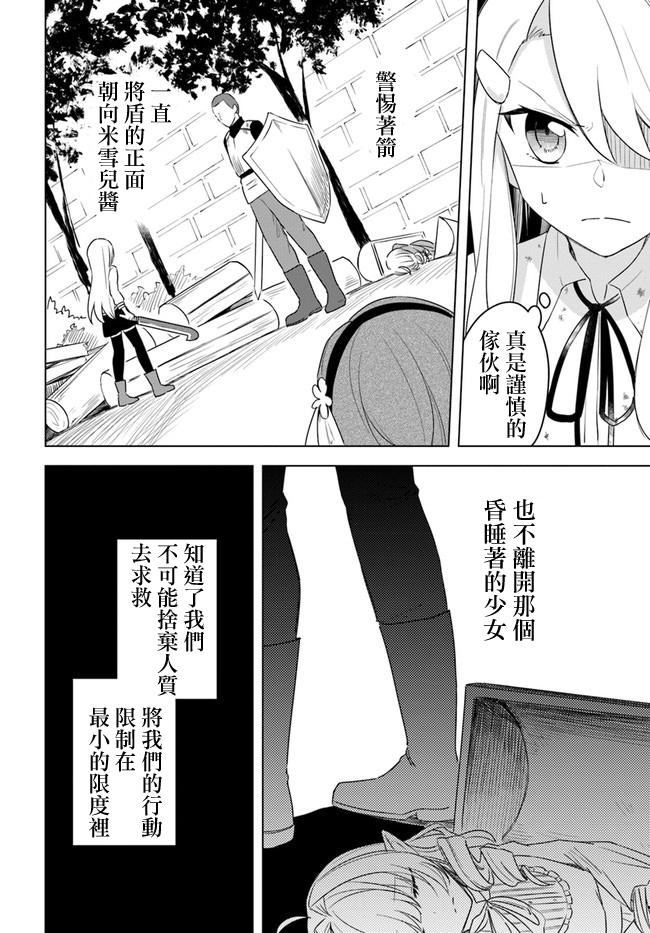 真是謹慎的
傢伙啊
警惕著箭
一直
將盾的正面
朝向米雪兒醬
也不離開那個
昏睡著的少女
知道了我們
不可能捨棄人質
去求救
將我們的行動
限制在
最小的限度裡